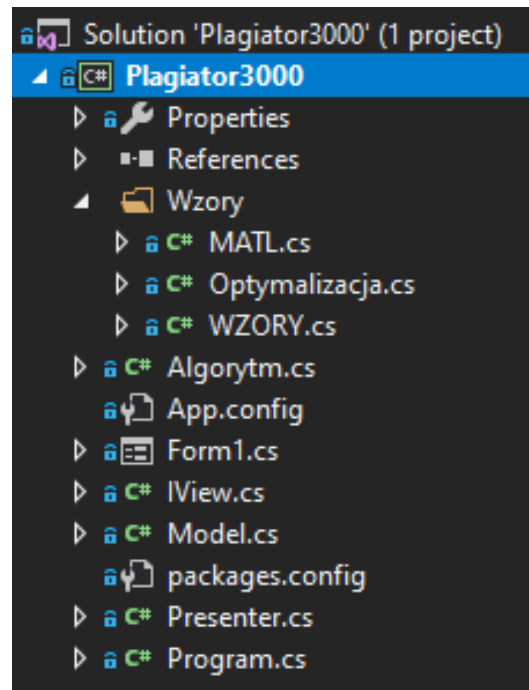 Solution 'Plagiator3000' (1 project)
C# Plagiator3000
Properties
References
Wzory
C# MATL.cs
C# Optymalizacja.cs
C# WZORY.cs
C# Algorytm.cs
App.config
Form1.cs
C# IView.cs
C# Model.cs
packages.config
C# Presenter.cs
C# Program.cs